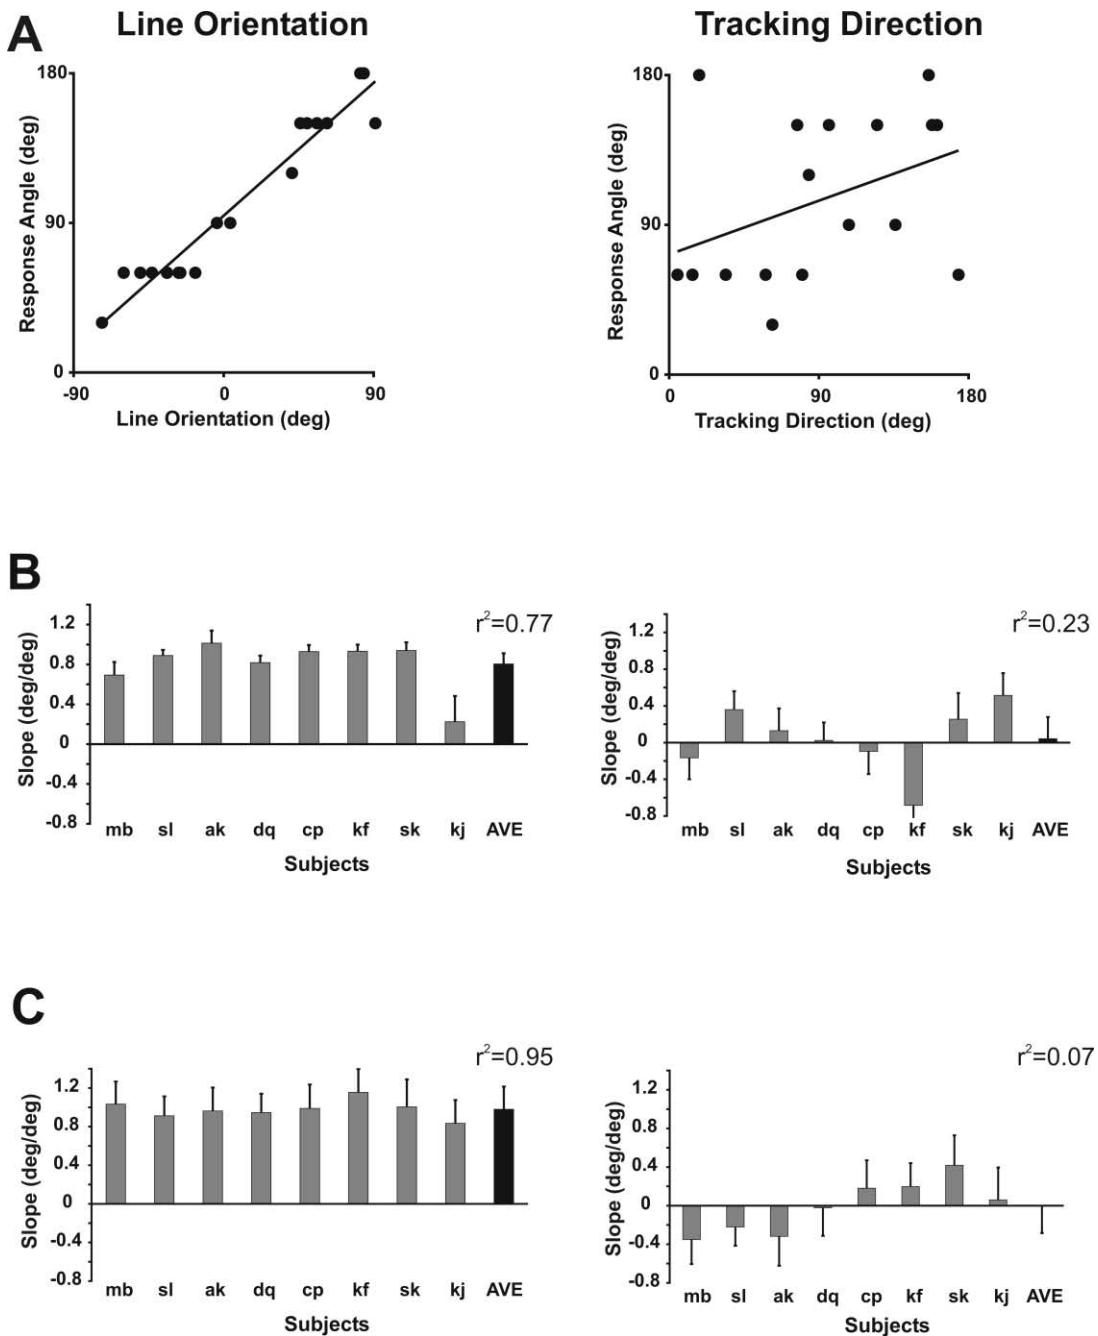 A
Line Orientation
Tracking Direction
Response Angle (deg)
180
90
0
-90 0 90
Line Orientation (deg)
Response Angle (deg)
180
90
0
0 90 180
Tracking Direction (deg)
B
r²=0.77
Slope (deg/deg)
1.2
0.8
0.4
0
-0.4
-0.8
mb sl ak dq cp kf sk kj AVE
Subjects
r²=0.23
Slope (deg/deg)
1.2
0.8
0.4
0
-0.4
-0.8
mb sl ak dq cp kf sk kj AVE
Subjects
C
r²=0.95
Slope (deg/deg)
1.2
0.8
0.4
0
-0.4
-0.8
mb sl ak dq cp kf sk kj AVE
Subjects
r²=0.07
Slope (deg/deg)
1.2
0.8
0.4
0
-0.4
-0.8
mb sl ak dq cp kf sk kj AVE
Subjects